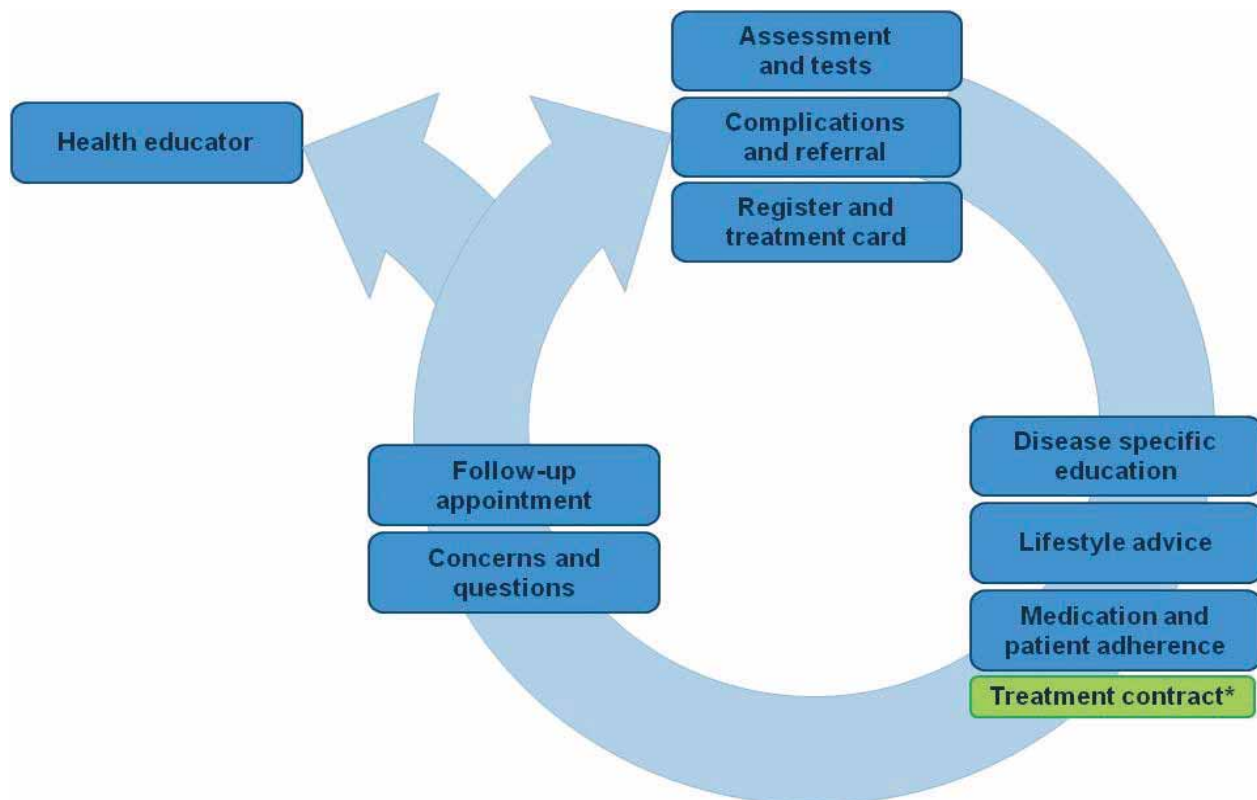 Assessment
and tests
Health educator
Complications
and referral
Register and
treatment card
Disease specific
education
Lifestyle advice
Medication and
patient adherence
Treatment contract*
Follow-up
appointment
Concerns and
questions